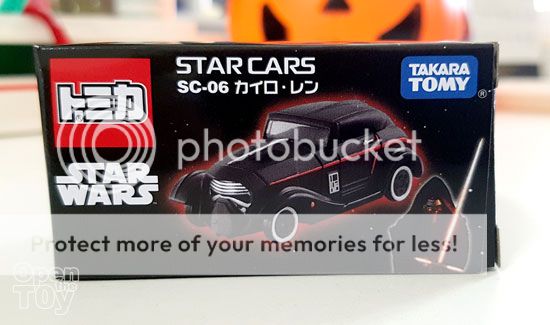 STAR CARS
SC-06 カイロ・レン
TAKARA
TOMY
®
トミカ
STAR
WARS
photobucket
Protect more of your memories for less!
Open
the
Toy